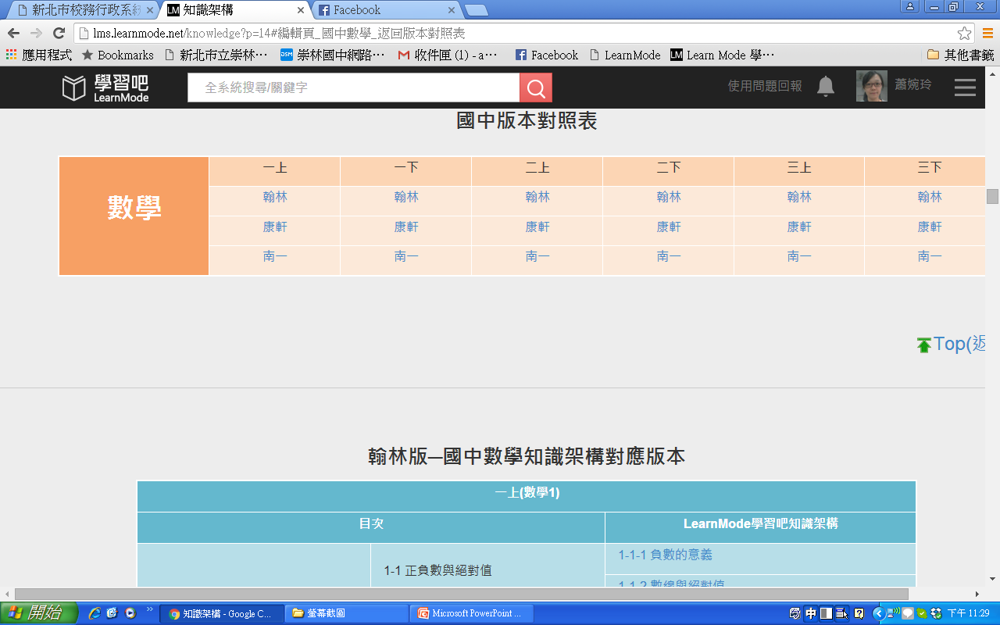 新北市校務行政系 知識架構 Facebook
lms.learnmode.net/knowledge?p=14#編輯頁_國中數學_返回版本對照表
應用程式 Bookmarks 新北市立崇林… 崇林國中網路… 收件匣 (1) - a… Facebook LearnMode Learn Mode 學… 其他書籤
學習吧 LearnMode 全系統搜尋/關鍵字 使用問題回報 蕭婉玲
國中版本對照表
數學
一上 一下 二上 二下 三上 三下
翰林 翰林 翰林 翰林 翰林 翰林
康軒 康軒 康軒 康軒 康軒 康軒
南一 南一 南一 南一 南一 南一
Top(返
翰林版—國中數學知識架構對應版本
一上(數學1)
目次 LearnMode學習吧知識架構
1-1 正負數與絕對值 1-1-1 負數的意義
1-1-2 數線與絕對值
開始 知識架構 - Google C... 螢幕截圖 Microsoft PowerPoint ... 中 下午 11:29